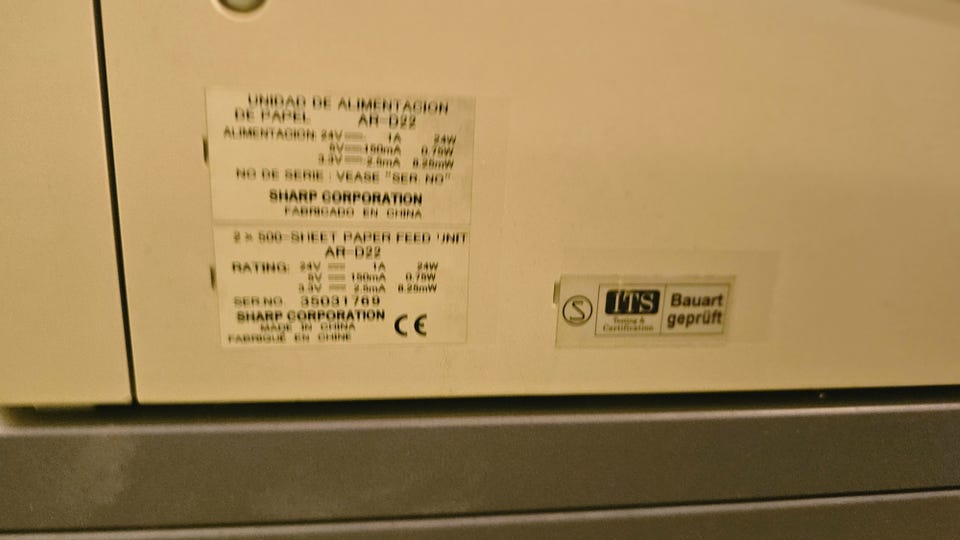 UNIDAD DE ALIMENTACION
DE PAPEL AR-D22
ALIMENTACION: 24V 1A 24W
5V 150mA 0.75W
3.3V 2.5mA 8.25mW
NO DE SERIE : VEASE "SER. NO"
SHARP CORPORATION
FABRICADO EN CHINA
2 x 500-SHEET PAPER FEED UNIT
AR-D22
RATING: 24V 1A 24W
5V 150mA 0.75W
3.3V 2.5mA 8.25mW
SER.NO. 35031769
SHARP CORPORATION
MADE IN CHINA
FABRIQUÉ EN CHINE
CE
S
ITS
Testing &
Certification
Bauart
geprüft